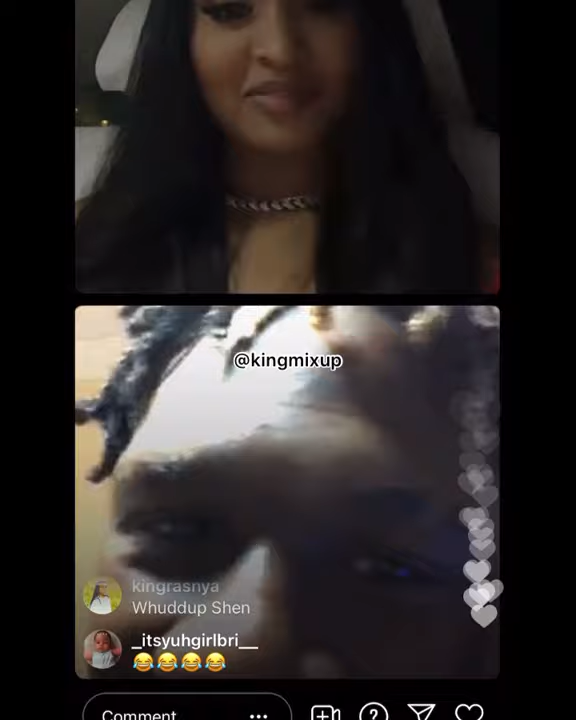 @kingmixup
kingrasnya
Whuddup Shen
_itsyuhgirlbri__
😂😂😂😂
Comment